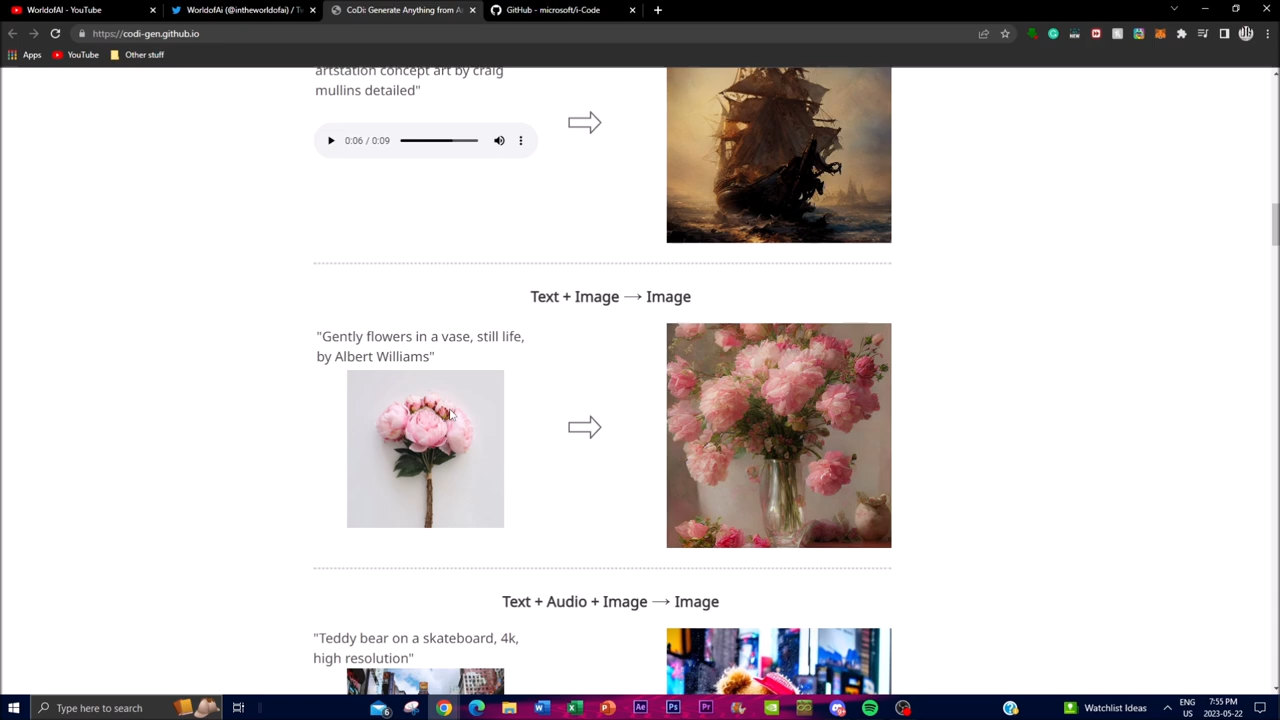 WorldofAI - YouTube
WorldofAi (@intheworldofai) / Tw
CoDi: Generate Anything from An
GitHub - microsoft/i-Code
https://codi-gen.github.io
Apps
YouTube
Other stuff
artstation concept art by craig
mullins detailed"
0:06 / 0:09
Text + Image → Image
"Gently flowers in a vase, still life,
by Albert Williams"
Text + Audio + Image → Image
"Teddy bear on a skateboard, 4k,
high resolution"
Type here to search
Watchlist Ideas
ENG
US
7:55 PM
2023-05-22